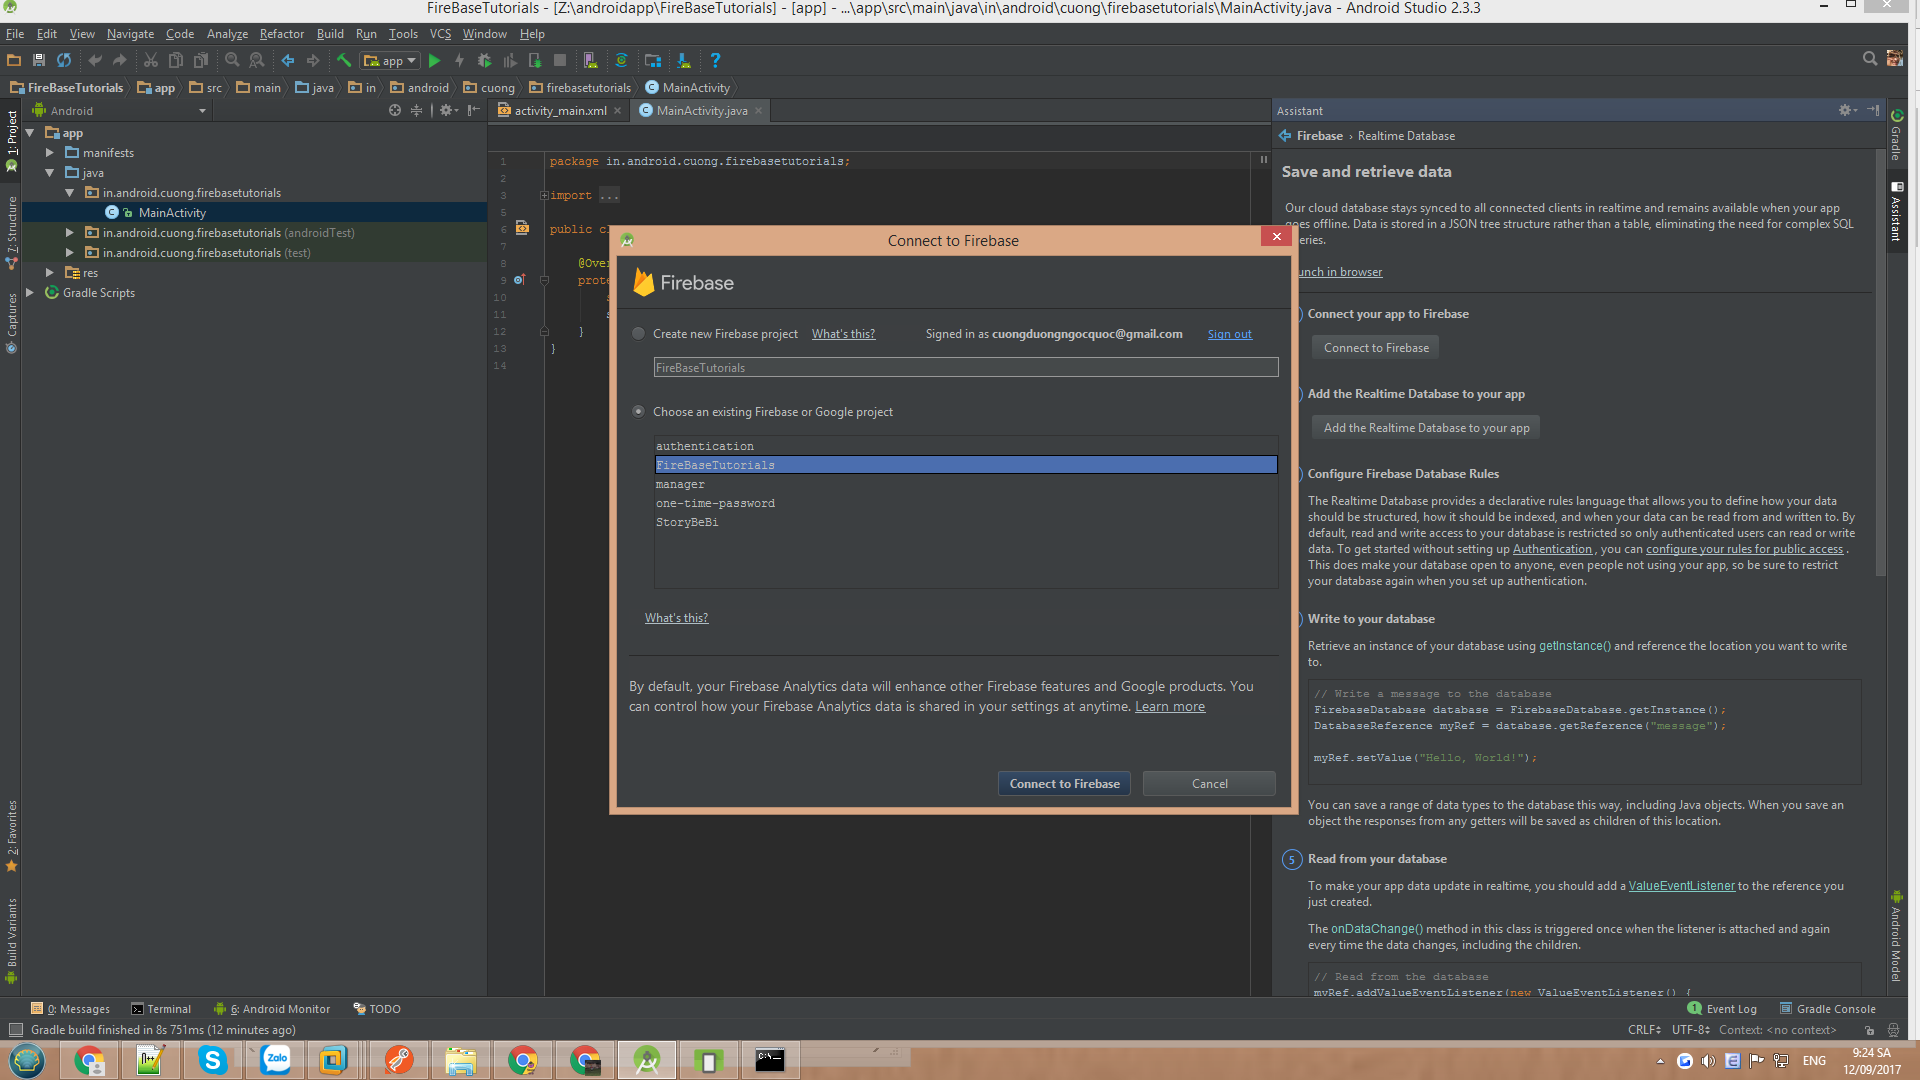 FireBaseTutorials - [Z:\androidapp\FireBaseTutorials] - [app] - ...\app\src\main\java\in\android\cuong\firebasetutorials\MainActivity.java - Android Studio 2.3.3
File Edit View Navigate Code Analyze Refactor Build Run Tools VCS Window Help
app
FireBaseTutorials app src main java in android cuong firebasetutorials MainActivity
Android
activity_main.xml
MainActivity.java
Assistant
1: Project
7: Structure
Captures
2: Favorites
Build Variants
app
manifests
java
in.android.cuong.firebasetutorials
MainActivity
in.android.cuong.firebasetutorials (androidTest)
in.android.cuong.firebasetutorials (test)
res
Gradle Scripts
1 package in.android.cuong.firebasetutorials;
2
3 import ...
5
6 public cl
7
8 @Over
9 prote
10 s
11 s
12 }
13 }
14
Connect to Firebase
Firebase
Create new Firebase project What's this? Signed in as cuongduongngocquoc@gmail.com Sign out
FireBaseTutorials
Choose an existing Firebase or Google project
authentication
FireBaseTutorials
manager
one-time-password
StoryBeBi
What's this?
By default, your Firebase Analytics data will enhance other Firebase features and Google products. You
can control how your Firebase Analytics data is shared in your settings at anytime. Learn more
Connect to Firebase Cancel
Firebase › Realtime Database
Save and retrieve data
Our cloud database stays synced to all connected clients in realtime and remains available when your app
oes offline. Data is stored in a JSON tree structure rather than a table, eliminating the need for complex SQL
eries.
unch in browser
Connect your app to Firebase
Connect to Firebase
Add the Realtime Database to your app
Add the Realtime Database to your app
Configure Firebase Database Rules
The Realtime Database provides a declarative rules language that allows you to define how your data
should be structured, how it should be indexed, and when your data can be read from and written to. By
default, read and write access to your database is restricted so only authenticated users can read or write
data. To get started without setting up Authentication, you can configure your rules for public access.
This does make your database open to anyone, even people not using your app, so be sure to restrict
your database again when you set up authentication.
Write to your database
Retrieve an instance of your database using getInstance() and reference the location you want to write
to.
// Write a message to the database
FirebaseDatabase database = FirebaseDatabase.getInstance();
DatabaseReference myRef = database.getReference("message");
myRef.setValue("Hello, World!");
You can save a range of data types to the database this way, including Java objects. When you save an
object the responses from any getters will be saved as children of this location.
5 Read from your database
To make your app data update in realtime, you should add a ValueEventListener to the reference you
just created.
The onDataChange() method in this class is triggered once when the listener is attached and again
every time the data changes, including the children.
// Read from the database
myRef.addValueEventListener(new ValueEventListener() {
Gradle
Assistant
Android Model
0: Messages Terminal 6: Android Monitor TODO 1 Event Log Gradle Console
Gradle build finished in 8s 751ms (12 minutes ago) CRLF UTF-8 Context: <no context>
Zalo
ENG
9:24 SA
12/09/2017